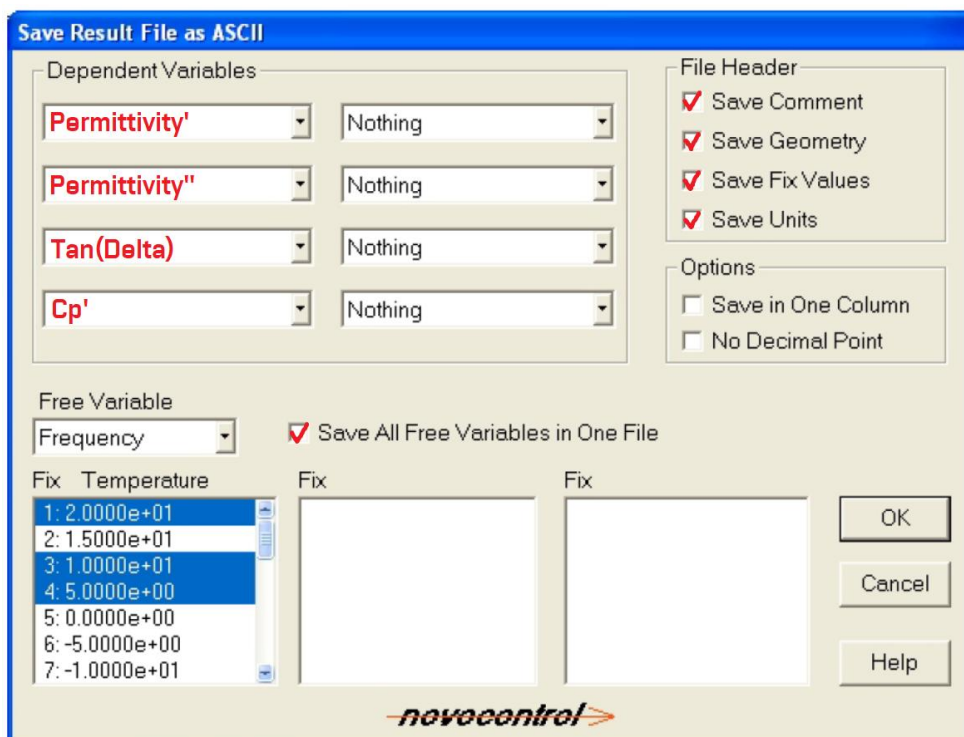 Save Result File as ASCII
Dependent Variables
Permittivity'
Nothing
Permittivity"
Nothing
Tan(Delta)
Nothing
Cp'
Nothing
File Header
Save Comment
Save Geometry
Save Fix Values
Save Units
Options
Save in One Column
No Decimal Point
Free Variable
Frequency
Save All Free Variables in One File
Fix Temperature
1: 2.0000e+01
2: 1.5000e+01
3: 1.0000e+01
4: 5.0000e+00
5: 0.0000e+00
6: -5.0000e+00
7: -1.0000e+01
Fix
Fix
OK
Cancel
Help
novocontrol